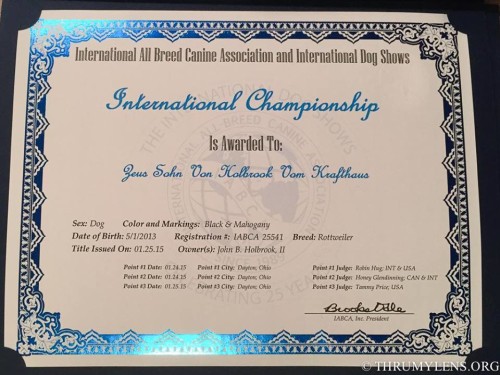 International All Breed Canine Association and International Dog Shows
International Championship
Is Awarded To:
Zeus Sohn Von Holbrook Vom Krafthaus
Sex: Dog Color and Markings: Black & Mahogany
Date of Birth: 5/1/2013 Registration #: IABCA 25541 Breed: Rottweiler
Title Issued On: 01.25.15 Owner(s): John B. Holbrook, II
Point #1 Date: 01.24.15 Point #1 City: Dayton, Ohio Point #1 Judge: Robin Hug; INT & USA
Point #2 Date: 01.24.15 Point #2 City: Dayton, Ohio Point #2 Judge: Honey Glendinning; CAN & INT
Point #3 Date: 01.25.15 Point #3 City: Dayton, Ohio Point #3 Judge: Tammy Price; USA
IABCA, Inc. President
© THRUMYLENS.ORG